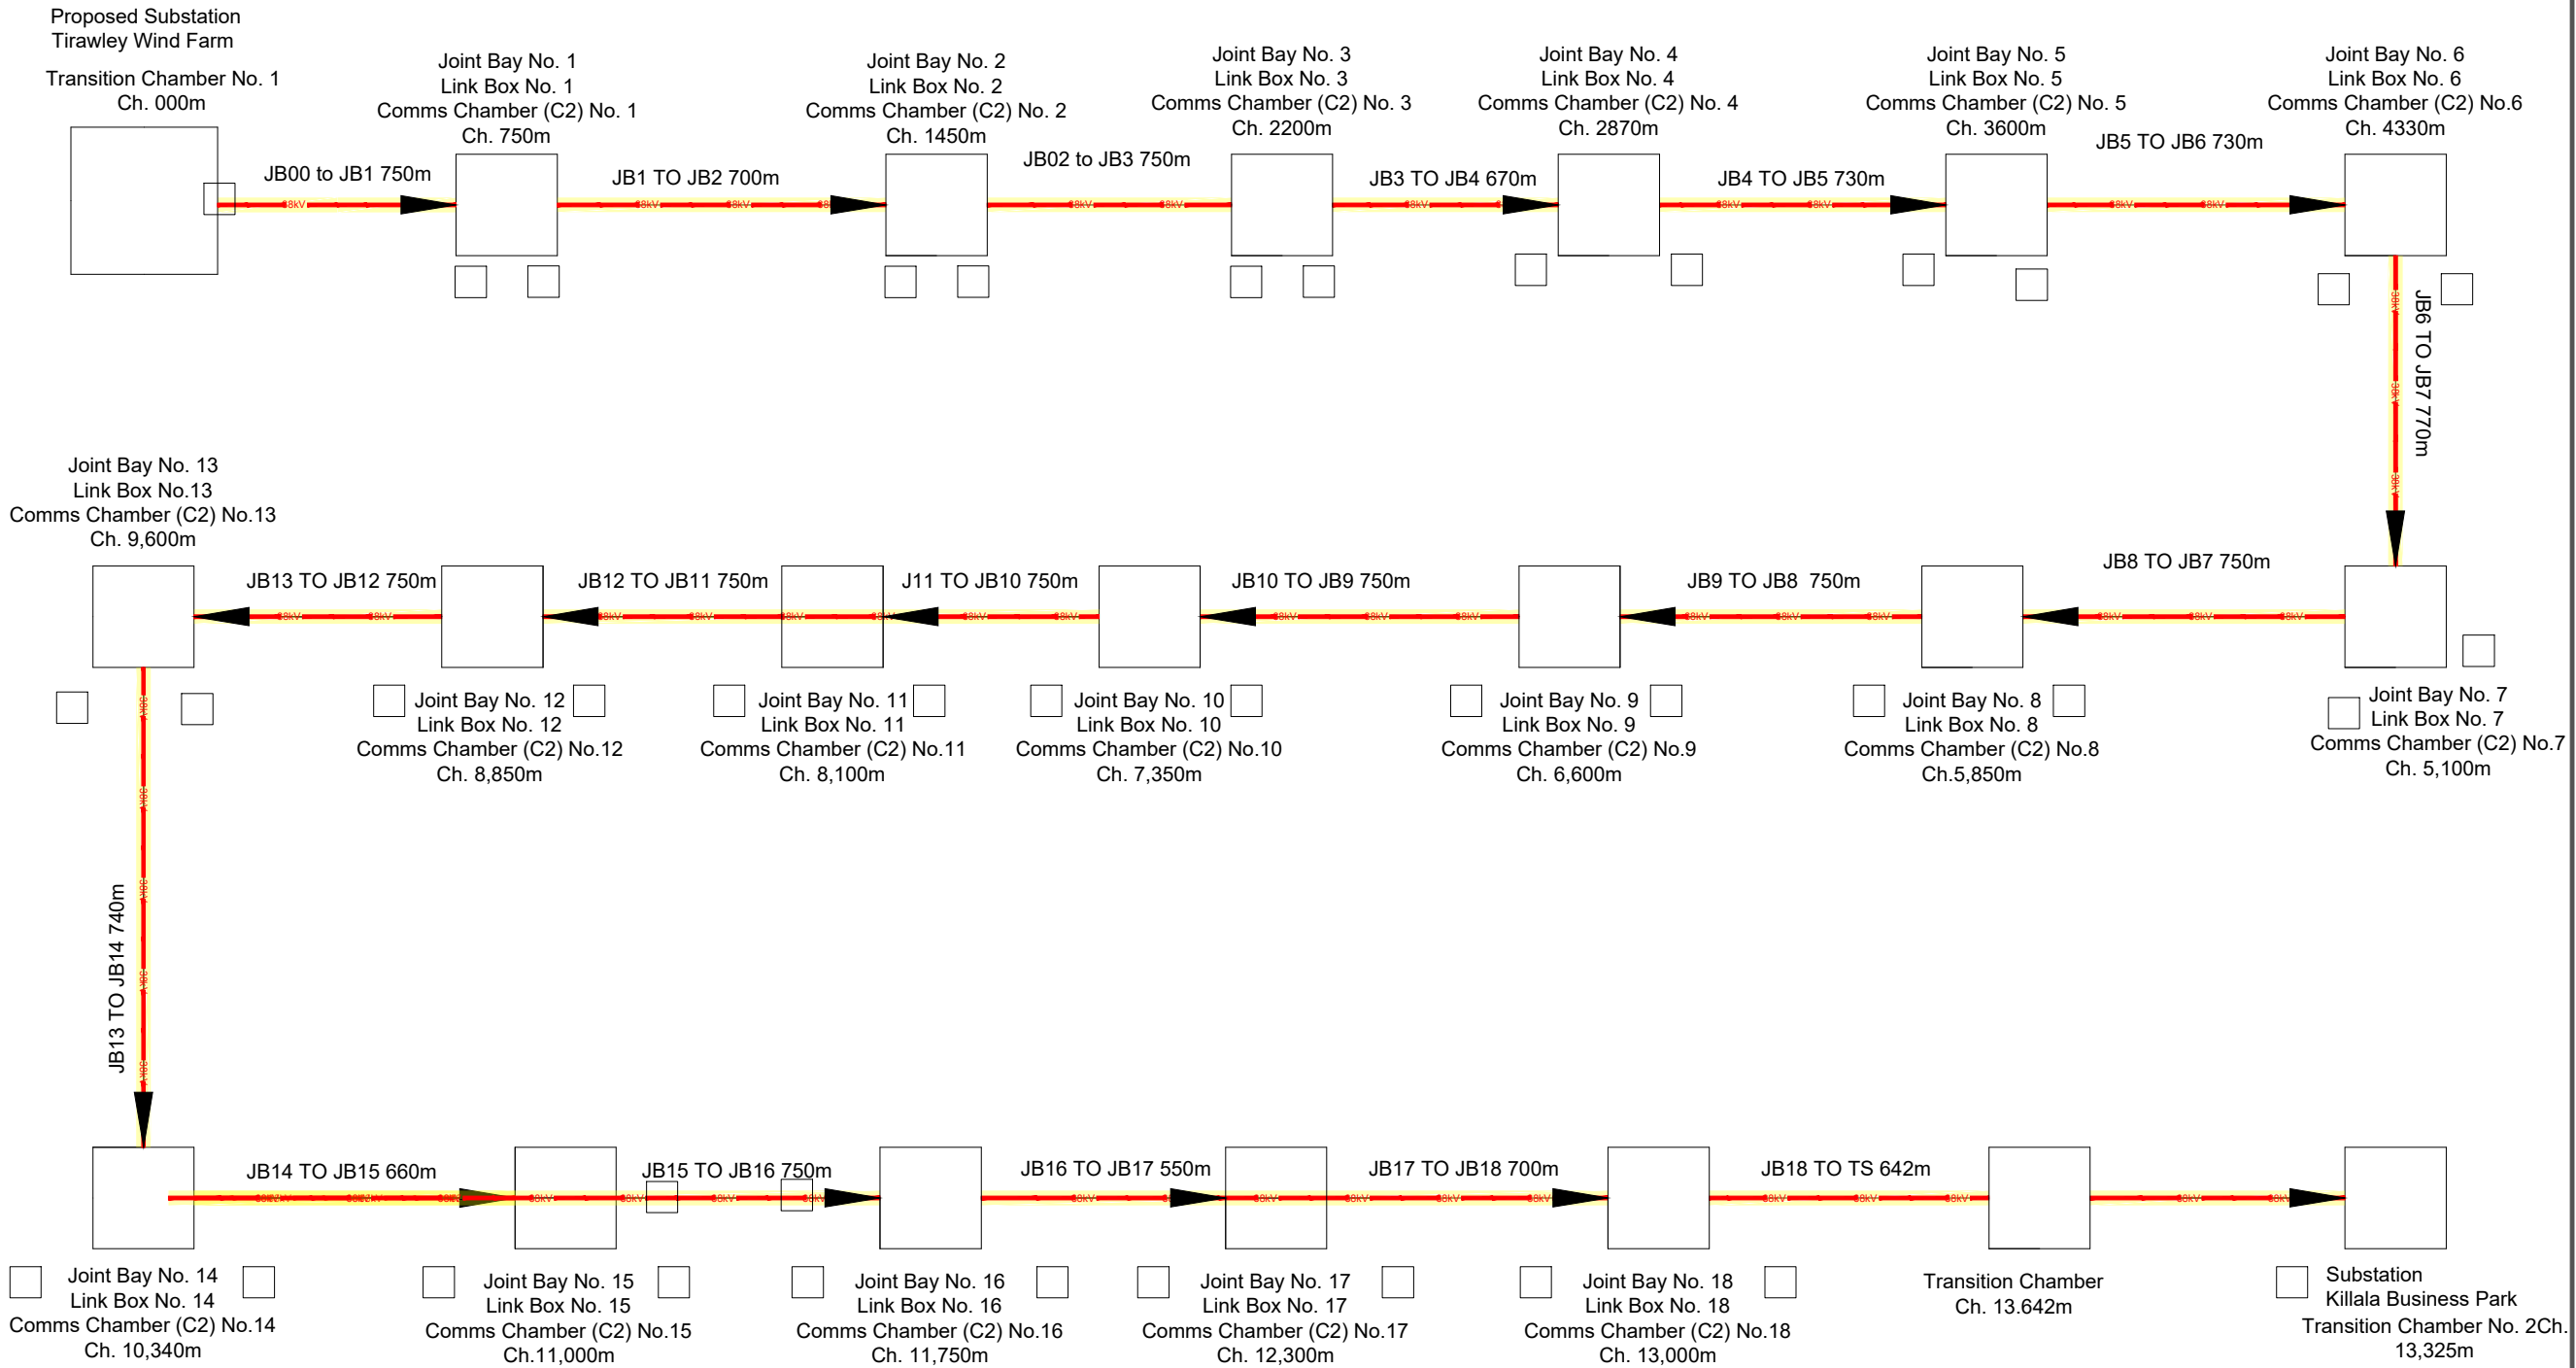 Proposed Substation
Tirawley Wind Farm
Transition Chamber No. 1
Ch. 000m
JB00 to JB1 750m
Joint Bay No. 1
Link Box No. 1
Comms Chamber (C2) No. 1
Ch. 750m
JB1 TO JB2 700m
Joint Bay No. 2
Link Box No. 2
Comms Chamber (C2) No. 2
Ch. 1450m
JB02 to JB3 750m
Joint Bay No. 3
Link Box No. 3
Comms Chamber (C2) No. 3
Ch. 2200m
JB3 TO JB4 670m
Joint Bay No. 4
Link Box No. 4
Comms Chamber (C2) No. 4
Ch. 2870m
JB4 TO JB5 730m
Joint Bay No. 5
Link Box No. 5
Comms Chamber (C2) No. 5
Ch. 3600m
JB5 TO JB6 730m
Joint Bay No. 6
Link Box No. 6
Comms Chamber (C2) No.6
Ch. 4330m
JB6 TO JB7 770m
Joint Bay No. 7
Link Box No. 7
Comms Chamber (C2) No.7
Ch. 5,100m
JB8 TO JB7 750m
Joint Bay No. 8
Link Box No. 8
Comms Chamber (C2) No.8
Ch.5,850m
JB9 TO JB8 750m
Joint Bay No. 9
Link Box No. 9
Comms Chamber (C2) No.9
Ch. 6,600m
JB10 TO JB9 750m
Joint Bay No. 10
Link Box No. 10
Comms Chamber (C2) No.10
Ch. 7,350m
J11 TO JB10 750m
Joint Bay No. 11
Link Box No. 11
Comms Chamber (C2) No.11
Ch. 8,100m
JB12 TO JB11 750m
Joint Bay No. 12
Link Box No. 12
Comms Chamber (C2) No.12
Ch. 8,850m
JB13 TO JB12 750m
Joint Bay No. 13
Link Box No.13
Comms Chamber (C2) No.13
Ch. 9,600m
JB13 TO JB14 740m
Joint Bay No. 14
Link Box No. 14
Comms Chamber (C2) No.14
Ch. 10,340m
JB14 TO JB15 660m
Joint Bay No. 15
Link Box No. 15
Comms Chamber (C2) No.15
Ch.11,000m
JB15 TO JB16 750m
Joint Bay No. 16
Link Box No. 16
Comms Chamber (C2) No.16
Ch. 11,750m
JB16 TO JB17 550m
Joint Bay No. 17
Link Box No. 17
Comms Chamber (C2) No.17
Ch. 12,300m
JB17 TO JB18 700m
Joint Bay No. 18
Link Box No. 18
Comms Chamber (C2) No.18
Ch. 13,000m
JB18 TO TS 642m
Transition Chamber
Ch. 13.642m
Substation
Killala Business Park
Transition Chamber No. 2Ch.
13,325m